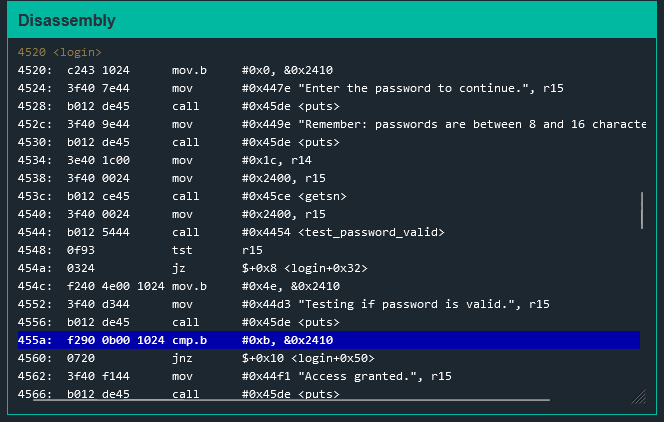 Disassembly
4520 <login>
4520: c243 1024 mov.b #0x0, &0x2410
4524: 3f40 7e44 mov #0x447e "Enter the password to continue.", r15
4528: b012 de45 call #0x45de <puts>
452c: 3f40 9e44 mov #0x449e "Remember: passwords are between 8 and 16 characte
4530: b012 de45 call #0x45de <puts>
4534: 3e40 1c00 mov #0x1c, r14
4538: 3f40 0024 mov #0x2400, r15
453c: b012 ce45 call #0x45ce <getsn>
4540: 3f40 0024 mov #0x2400, r15
4544: b012 5444 call #0x4454 <test_password_valid>
4548: 0f93 tst r15
454a: 0324 jz $+0x8 <login+0x32>
454c: f240 4e00 1024 mov.b #0x4e, &0x2410
4552: 3f40 d344 mov #0x44d3 "Testing if password is valid.", r15
4556: b012 de45 call #0x45de <puts>
455a: f290 0b00 1024 cmp.b #0xb, &0x2410
4560: 0720 jnz $+0x10 <login+0x50>
4562: 3f40 f144 mov #0x44f1 "Access granted.", r15
4566: b012 de45 call #0x45de <puts>